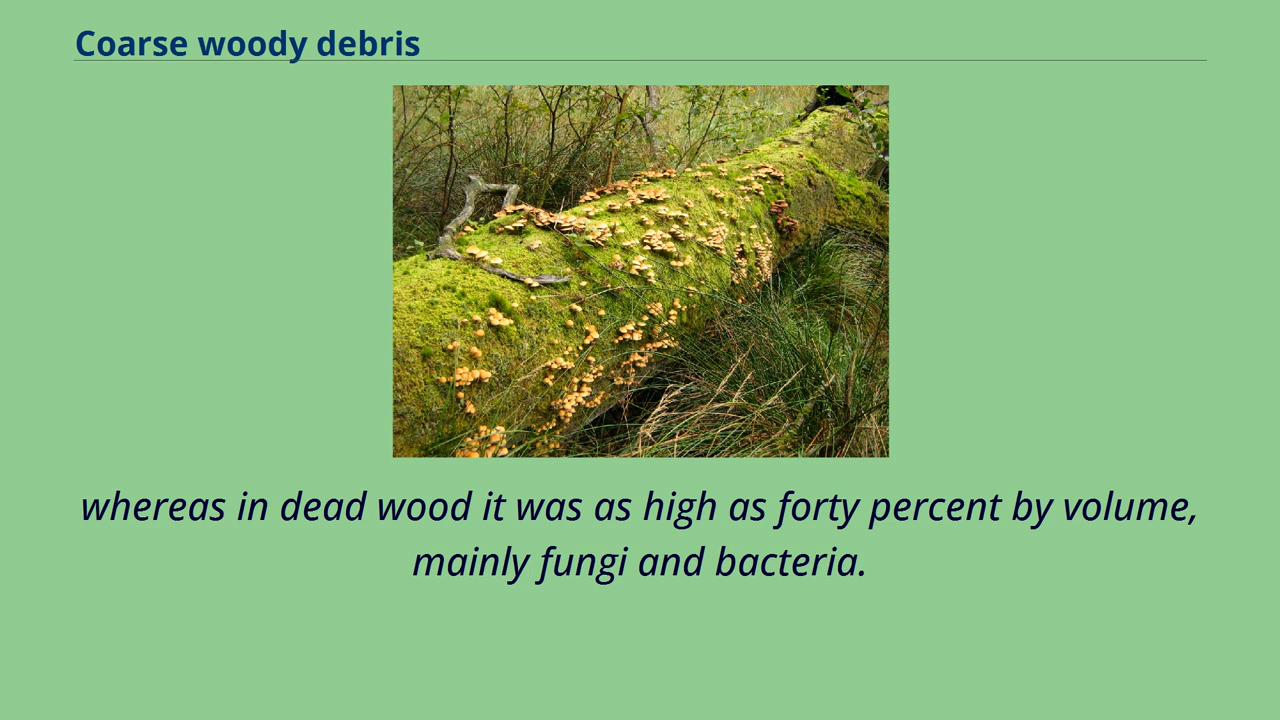 Coarse woody debris
whereas in dead wood it was as high as forty percent by volume,
mainly fungi and bacteria.